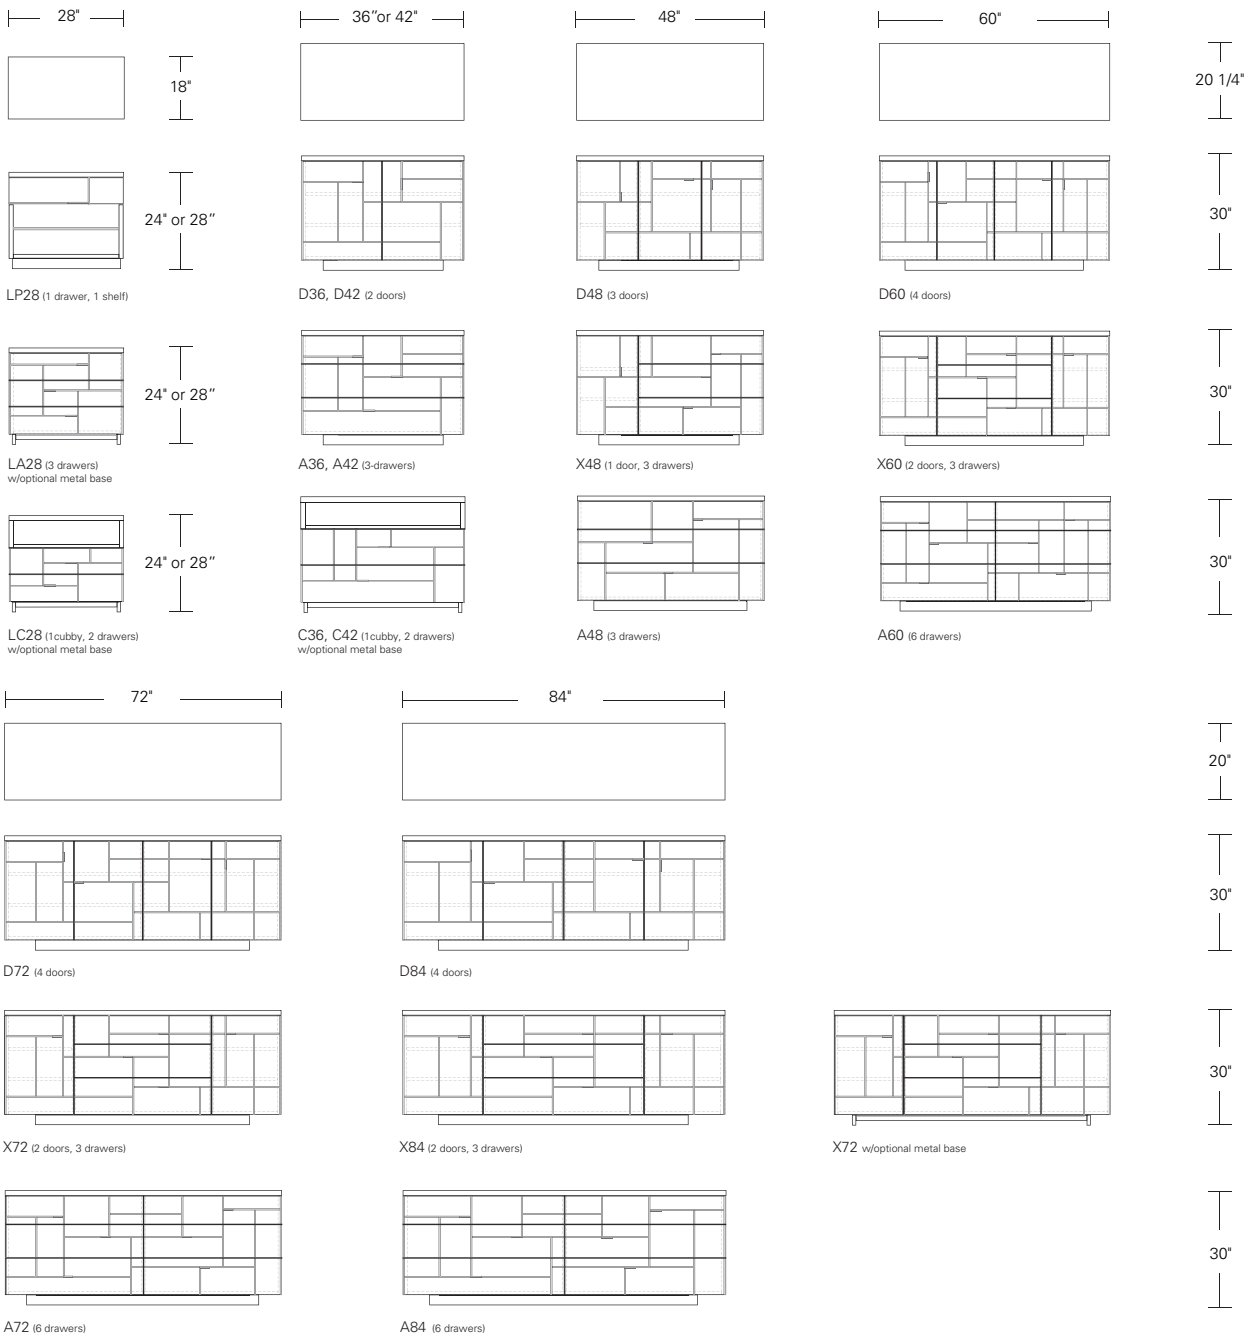 28"
36”or 42"
48"
60"
18"
20 1/4"
24" or 28”
30"
LP28 (1 drawer, 1 shelf)
D36, D42 (2 doors)
D48 (3 doors)
D60 (4 doors)
24" or 28”
30"
LA28 (3 drawers)
w/optional metal base
A36, A42 (3-drawers)
X48 (1 door, 3 drawers)
X60 (2 doors, 3 drawers)
24" or 28”
30"
LC28 (1cubby, 2 drawers)
w/optional metal base
C36, C42 (1cubby, 2 drawers)
w/optional metal base
A48 (3 drawers)
A60 (6 drawers)
72"
84"
20"
30"
D72 (4 doors)
D84 (4 doors)
30"
X72 (2 doors, 3 drawers)
X84 (2 doors, 3 drawers)
X72 w/optional metal base
30"
A72 (6 drawers)
A84 (6 drawers)